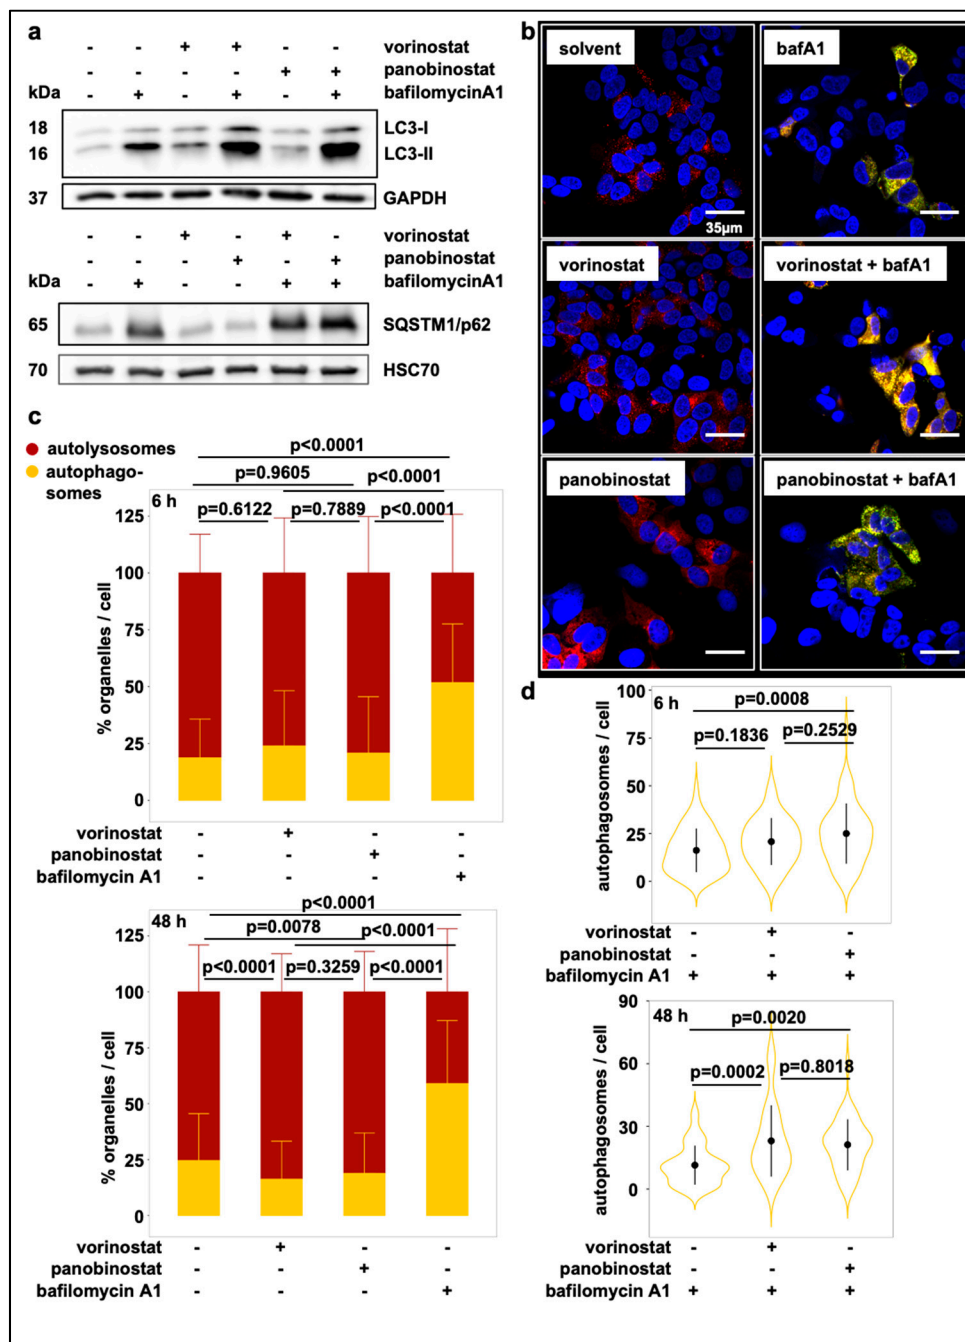 a
- - + + - - vorinostat
- - - - + + panobinostat
kDa - + - + - + bafilomycinA1
18 LC3-I
16 LC3-II
37 GAPDH
- - + - + - vorinostat
- - - + - + panobinostat
kDa - + - - + + bafilomycinA1
65 SQSTM1/p62
70 HSC70
b
solvent
35µm
bafA1
vorinostat
vorinostat + bafA1
panobinostat
panobinostat + bafA1
c
autolysosomes
autophago-
somes
p<0.0001
p=0.9605
p<0.0001
6 h
p=0.6122 p=0.7889 p<0.0001
125
100
75
50
25
0
% organelles / cell
vorinostat - + - -
panobinostat - - + -
bafilomycin A1 - - - +
p<0.0001
48 h
p=0.0078
p<0.0001
p<0.0001 p=0.3259 p<0.0001
125
100
75
50
25
0
% organelles / cell
vorinostat - + - -
panobinostat - - + -
bafilomycin A1 - - - +
d
100
6 h
p=0.0008
p=0.1836 p=0.2529
75
50
25
0
autophagosomes / cell
vorinostat - + -
panobinostat - - +
bafilomycin A1 + + +
90
48 h
p=0.0020
p=0.0002 p=0.8018
60
30
0
autophagosomes / cell
vorinostat - + -
panobinostat - - +
bafilomycin A1 + + +